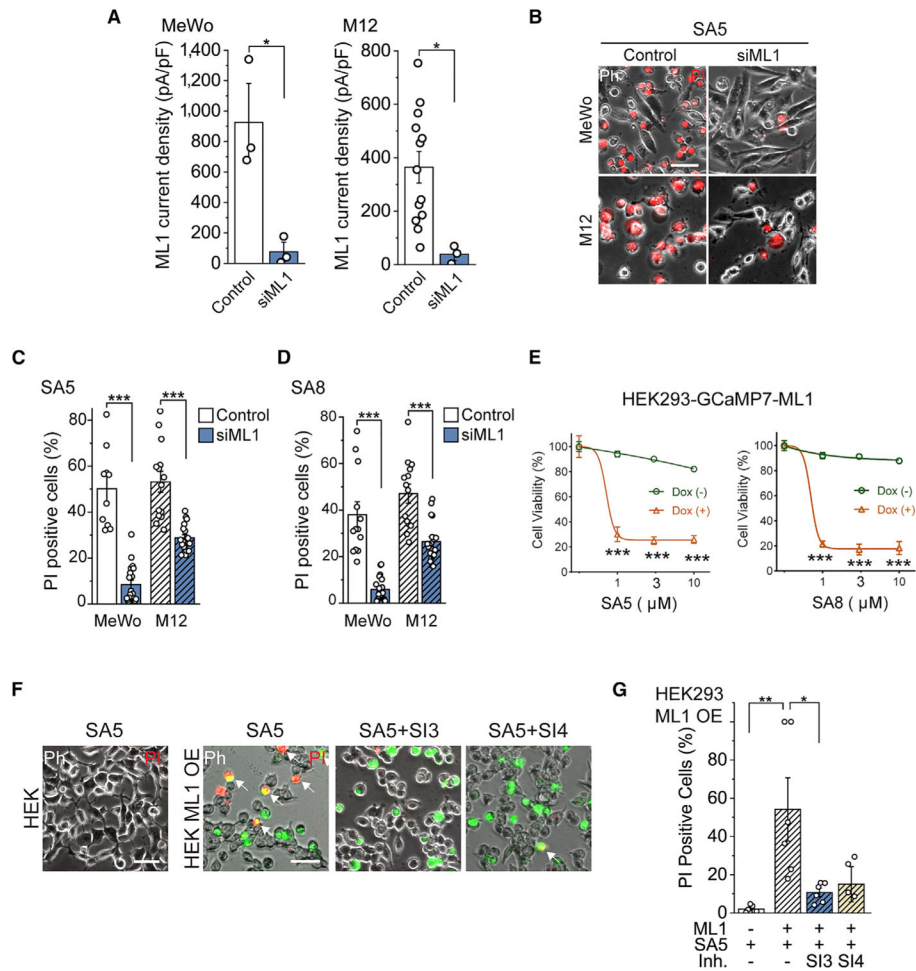 A
MeWo
M12
ML1 current density (pA/pF)
1,400
1,200
1,000
800
600
400
200
0
*
Control
siML1
ML1 current density (pA/pF)
800
600
400
200
0
*
Control
siML1
B
SA5
Control
siML1
MeWo
M12
Ph
PI
C
SA5
PI positive cells (%)
80
60
40
20
0
***
***
MeWo
M12
Control
siML1
D
SA8
PI positive cells (%)
80
60
40
20
0
***
***
MeWo
M12
Control
siML1
E
HEK293-GCaMP7-ML1
Cell Viability (%)
100
80
60
40
20
Dox (-)
Dox (+)
***
***
***
1
3
10
SA5 ( µM)
Cell Viability (%)
100
80
60
40
20
0
Dox (-)
Dox (+)
***
***
***
1
3
10
SA8 ( µM)
F
SA5
SA5
SA5+SI3
SA5+SI4
HEK
Ph
PI
HEK ML1 OE
Ph
PI
G
HEK293
ML1 OE
PI Positive Cells (%)
100
80
60
40
20
0
**
*
ML1 - + + +
SA5 + + + +
Inh. - - SI3 SI4